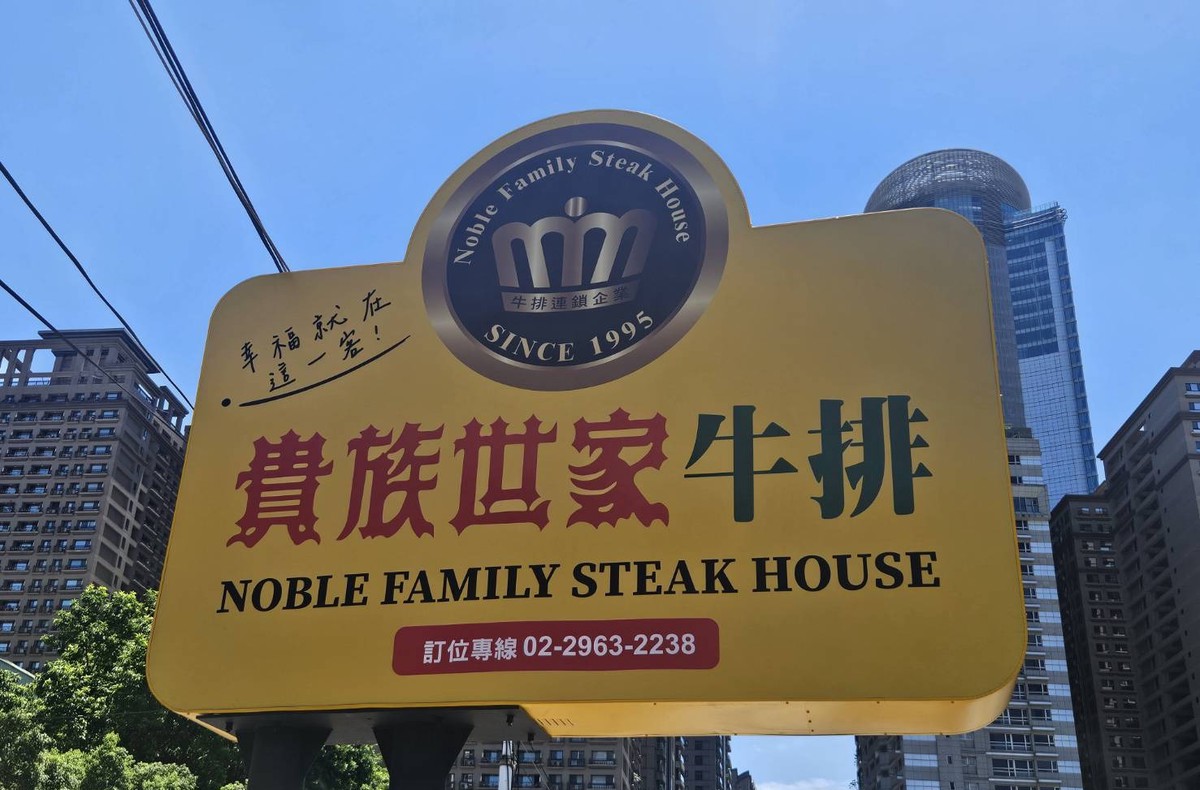 Noble Family Steak House
牛排連鎖企業
SINCE 1995
幸福就在
這一客!
貴族世家牛排
NOBLE FAMILY STEAK HOUSE
訂位專線 02-2963-2238